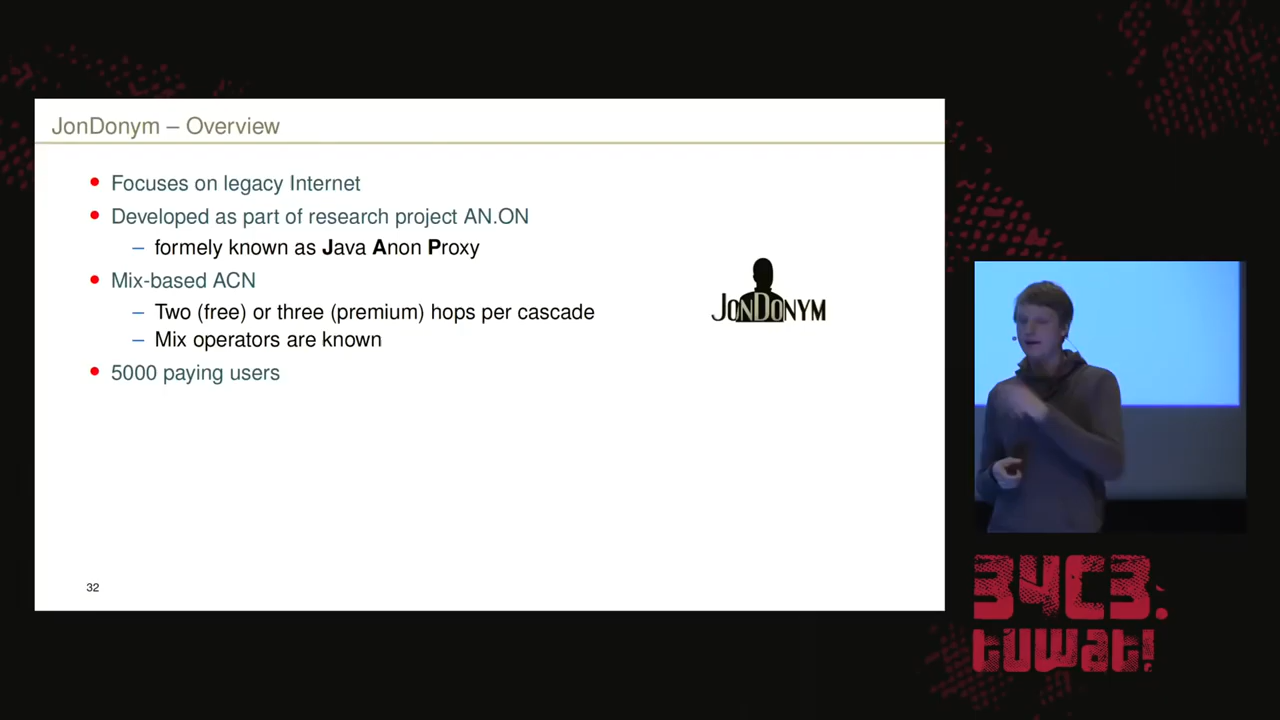 JonDonym – Overview
• Focuses on legacy Internet
• Developed as part of research project AN.ON
– formely known as Java Anon Proxy
• Mix-based ACN
– Two (free) or three (premium) hops per cascade
– Mix operators are known
• 5000 paying users
JONDONYM
32
34C3.
tuwat!